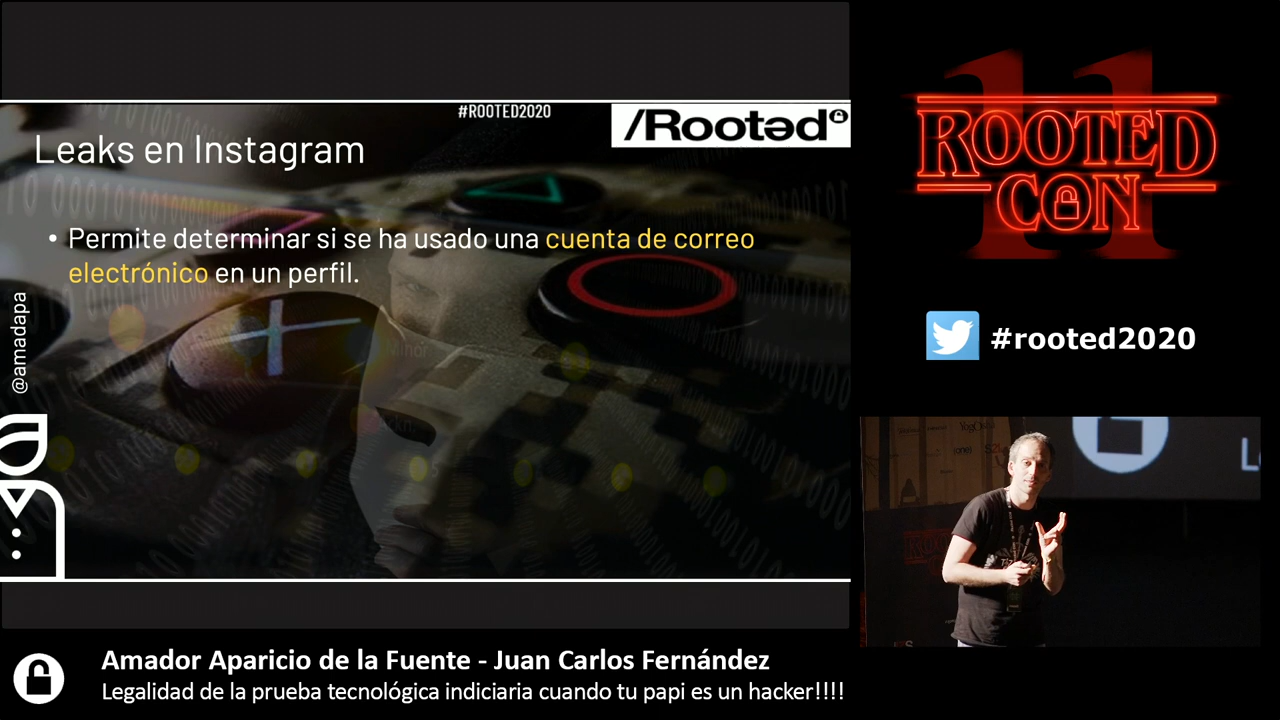 #ROOTED2020
/Rootəd
Leaks en Instagram
• Permite determinar si se ha usado una cuenta de correo
electrónico en un perfil.
@amadapa
11
ROOTED
CON
#rooted2020
Amador Aparicio de la Fuente - Juan Carlos Fernández
Legalidad de la prueba tecnológica indiciaria cuando tu papi es un hacker!!!!